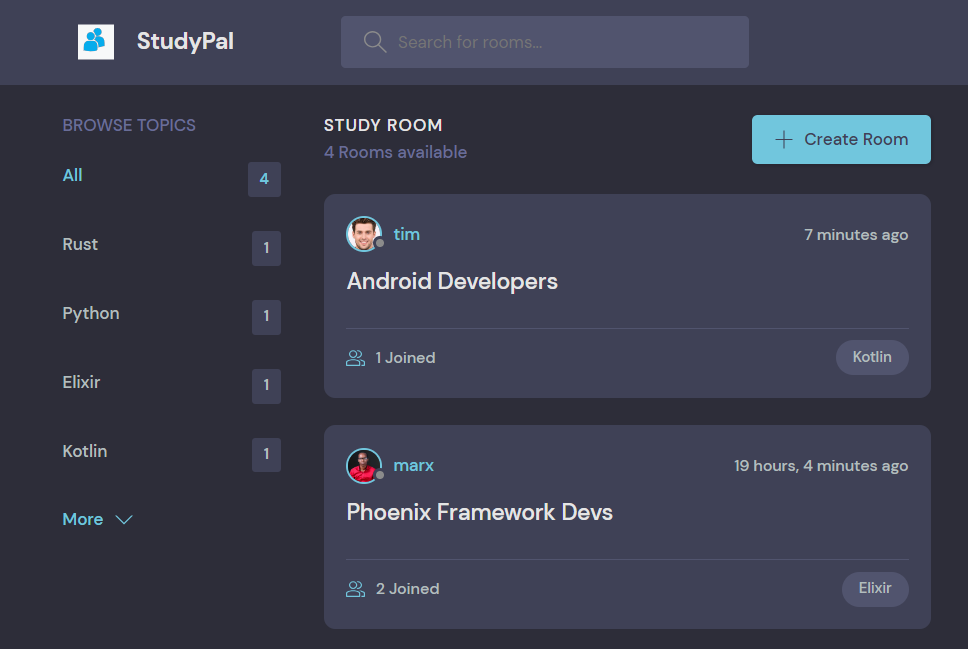 StudyPal
Search for rooms...
BROWSE TOPICS
All 4
Rust 1
Python 1
Elixir 1
Kotlin 1
More
STUDY ROOM
4 Rooms available
Create Room
tim
7 minutes ago
Android Developers
1 Joined
Kotlin
marx
19 hours, 4 minutes ago
Phoenix Framework Devs
2 Joined
Elixir